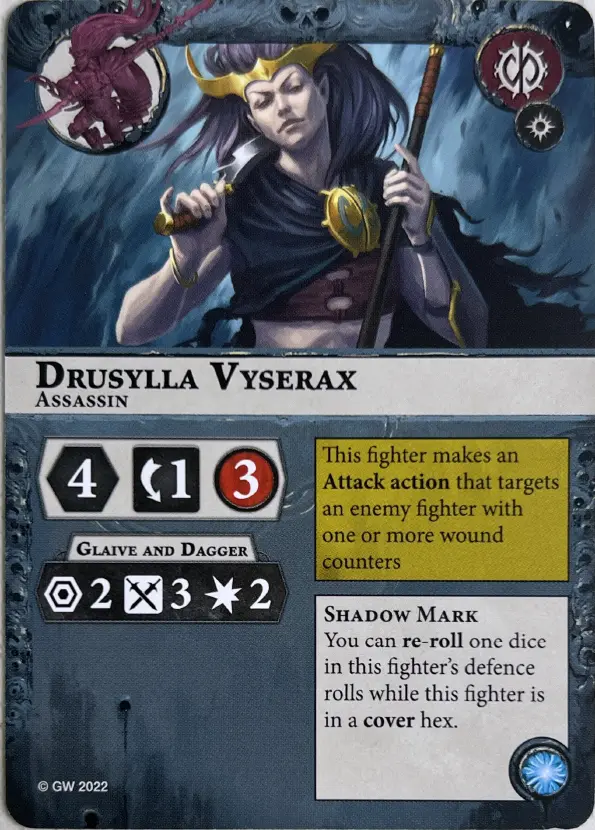 DRUSYLLA VYSERAX
ASSASSIN
4 1 3
GLAIVE AND DAGGER
2 3 2
This fighter makes an
Attack action that targets
an enemy fighter with
one or more wound
counters
SHADOW MARK
You can re-roll one dice
in this fighter's defence
rolls while this fighter is
in a cover hex.
© GW 2022